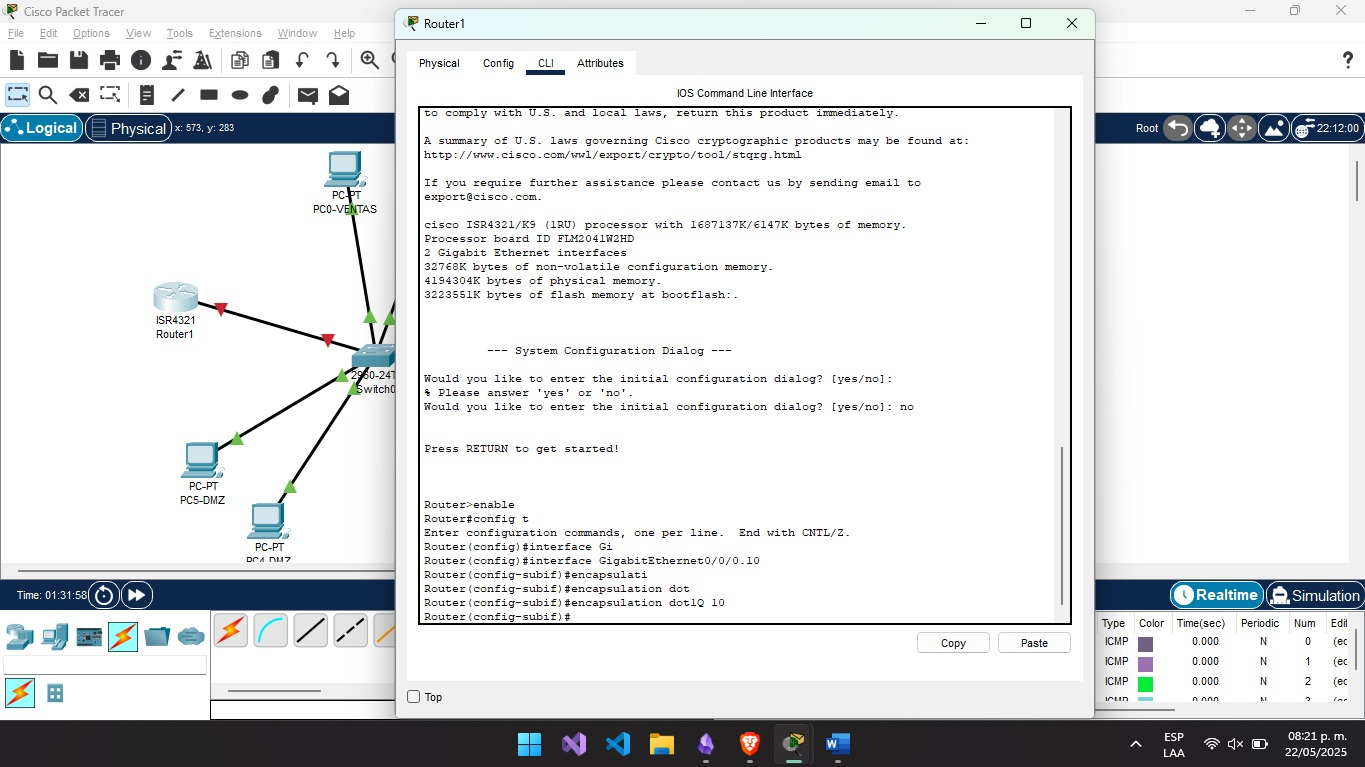 Cisco Packet Tracer
File Edit Options View Tools Extensions Window Help
Logical Physical x: 573, y: 283
Root 22:12:00
PC-PT
PC0-VENTAS
ISR4321
Router1
2960-24T
Switch0
PC-PT
PC5-DMZ
PC-PT
PC4-DMZ
Router1
Physical Config CLI Attributes
IOS Command Line Interface
to comply with U.S. and local laws, return this product immediately.
A summary of U.S. laws governing Cisco cryptographic products may be found at:
http://www.cisco.com/wwl/export/crypto/tool/stqrg.html
If you require further assistance please contact us by sending email to
export@cisco.com.
cisco ISR4321/K9 (1RU) processor with 1687137K/6147K bytes of memory.
Processor board ID FLM2041W2HD
2 Gigabit Ethernet interfaces
32768K bytes of non-volatile configuration memory.
4194304K bytes of physical memory.
3223551K bytes of flash memory at bootflash:.
--- System Configuration Dialog ---
Would you like to enter the initial configuration dialog? [yes/no]:
% Please answer 'yes' or 'no'.
Would you like to enter the initial configuration dialog? [yes/no]: no
Press RETURN to get started!
Router>enable
Router#config t
Enter configuration commands, one per line.  End with CNTL/Z.
Router(config)#interface Gi
Router(config)#interface GigabitEthernet0/0/0.10
Router(config-subif)#encapsulati
Router(config-subif)#encapsulation dot
Router(config-subif)#encapsulation dot1Q 10
Router(config-subif)#
Copy Paste
Top
Time: 01:31:58
Realtime Simulation
Type Color Time(sec) Periodic Num Edit
ICMP 0.000 N 0 (ec
ICMP 0.000 N 1 (ec
ICMP 0.000 N 2 (ec
ICMP 0.000 N 3 (ec
ESP
LAA
08:21 p. m.
22/05/2025